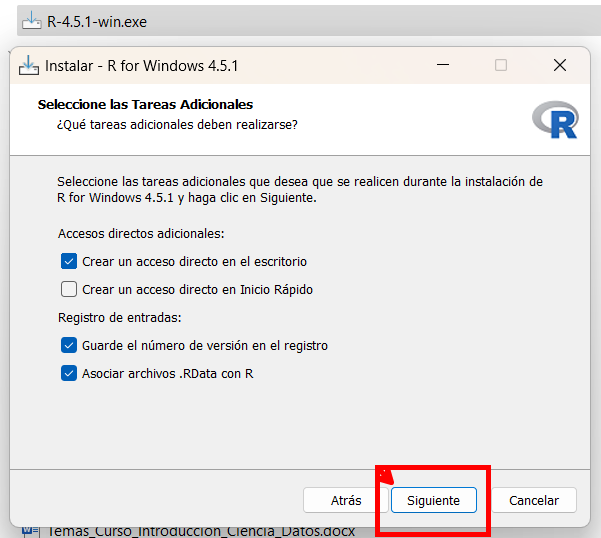 R-4.5.1-win.exe
Instalar - R for Windows 4.5.1
Seleccione las Tareas Adicionales
¿Qué tareas adicionales deben realizarse?
R
Seleccione las tareas adicionales que desea que se realicen durante la instalación de
R for Windows 4.5.1 y haga clic en Siguiente.
Accesos directos adicionales:
Crear un acceso directo en el escritorio
Crear un acceso directo en Inicio Rápido
Registro de entradas:
Guarde el número de versión en el registro
Asociar archivos .RData con R
Atrás Siguiente Cancelar
Temas_Curso_Introduccion_Ciencia_Datos.docx